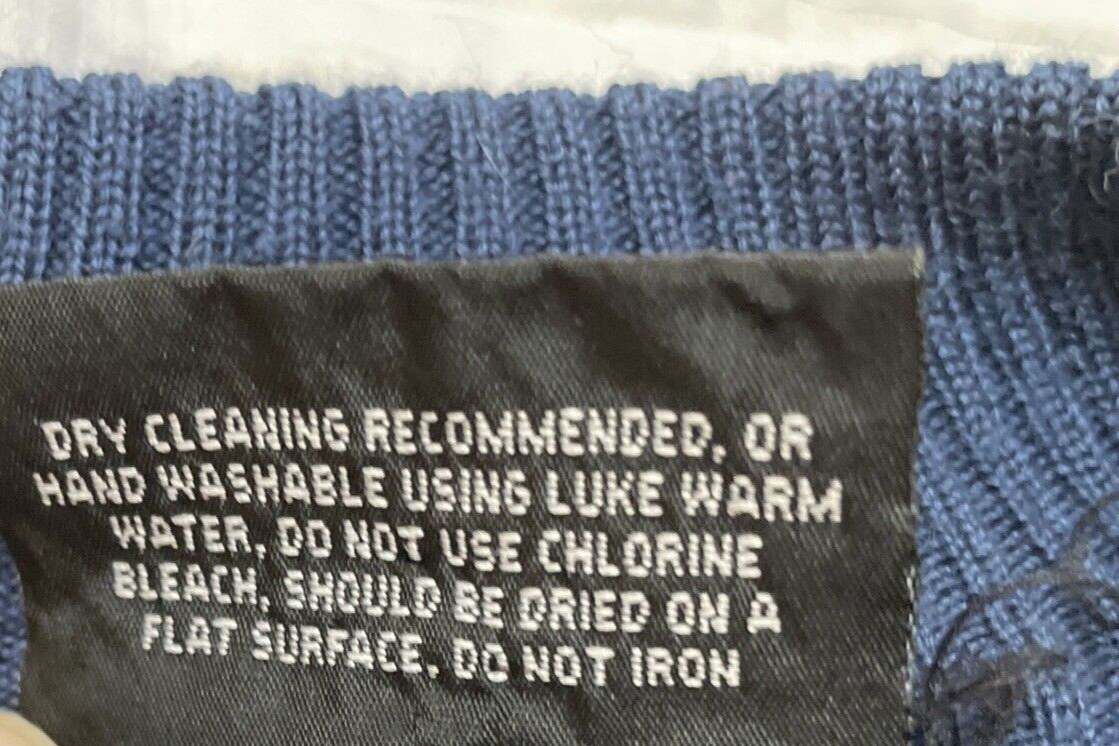 DRY CLEANING RECOMMENDED, OR
HAND WASHABLE USING LUKE WARM
WATER, DO NOT USE CHLORINE
BLEACH, SHOULD BE DRIED ON A
FLAT SURFACE, DO NOT IRON